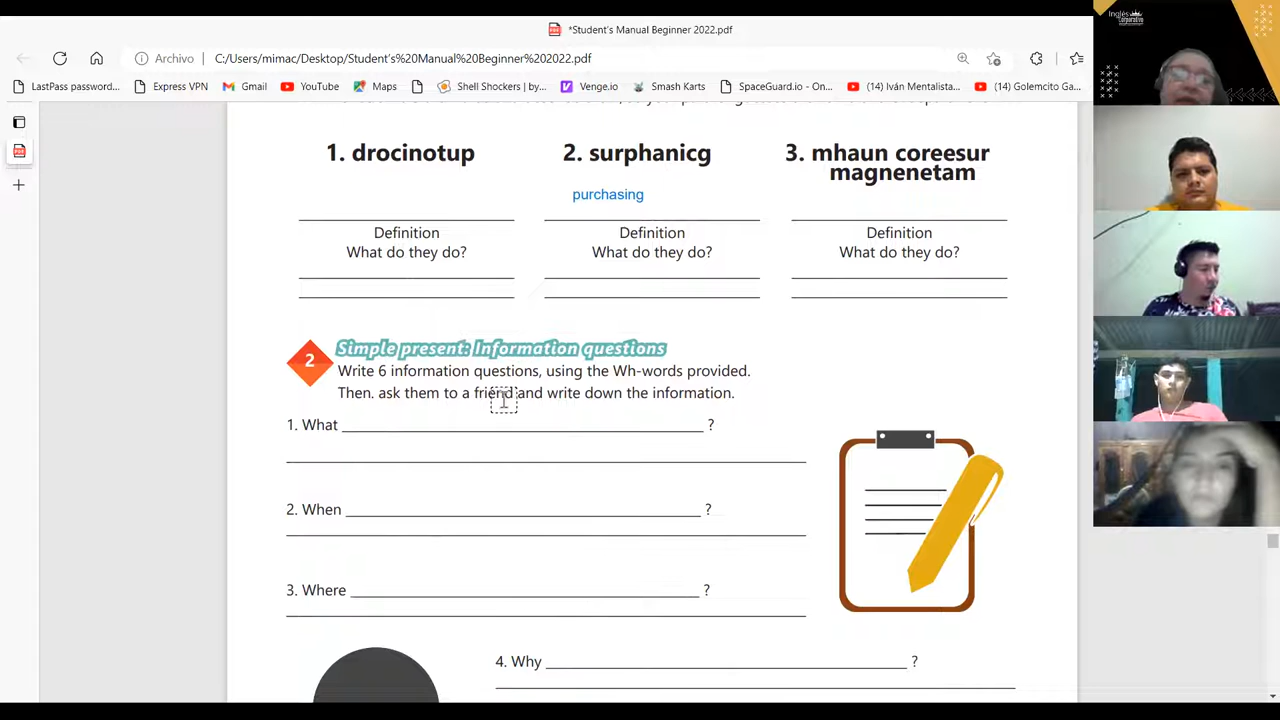 *Student's Manual Beginner 2022.pdf
Archivo C:/Users/mimac/Desktop/Student's%20Manual%20Beginner%202022.pdf
LastPass password... Express VPN Gmail YouTube Maps Shell Shockers | by... Venge.io Smash Karts SpaceGuard.io - On... (14) Iván Mentalista... (14) Golemcito Ga...
Inglés
Corporativo
1. drocinotup 2. surphanicg 3. mhaun coreesur
magnenetam
purchasing
Definition Definition Definition
What do they do? What do they do? What do they do?
2 Simple present: Information questions
Write 6 information questions, using the Wh-words provided.
Then. ask them to a friend and write down the information.
1. What ?
2. When ?
3. Where ?
4. Why ?